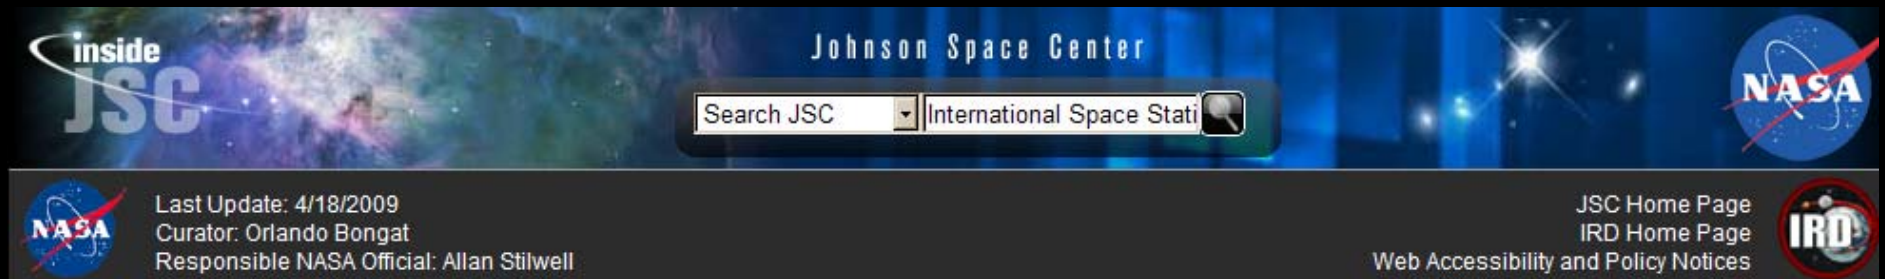 inside
JSC
Johnson Space Center
NASA
Search JSC
International Space Stati
NASA
Last Update: 4/18/2009
Curator: Orlando Bongat
Responsible NASA Official: Allan Stilwell
JSC Home Page
IRD Home Page
Web Accessibility and Policy Notices
IRD